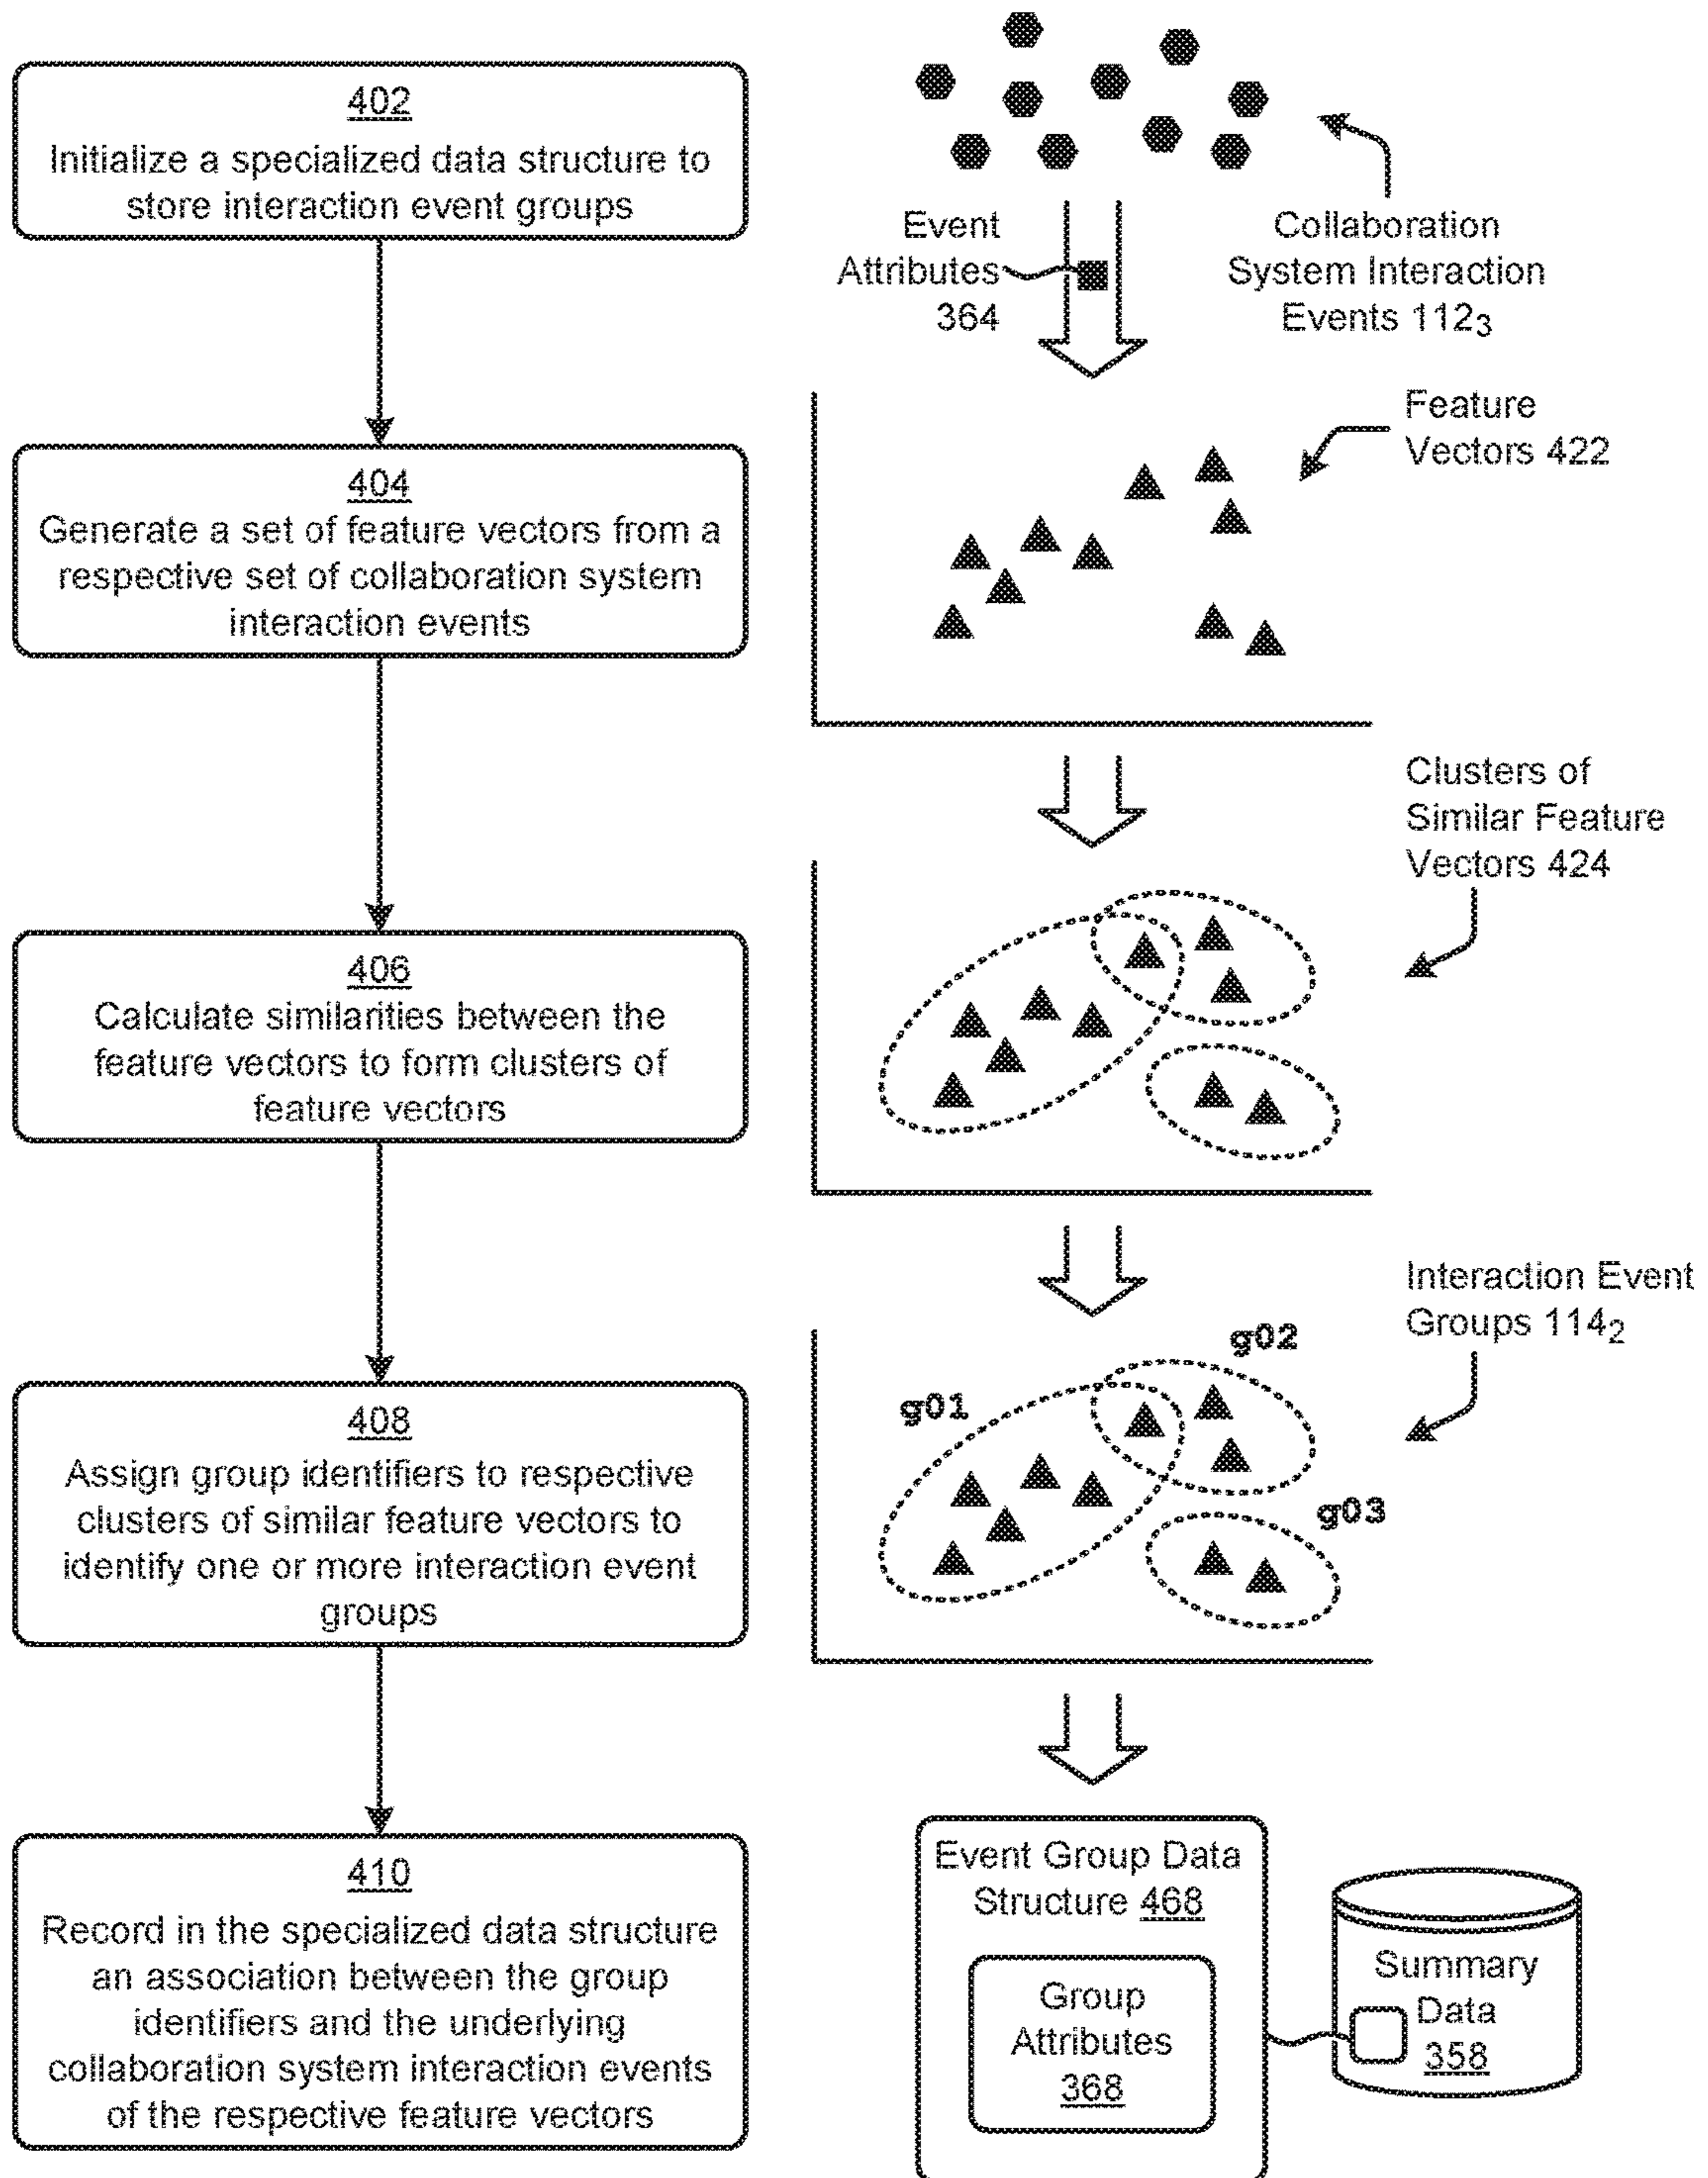 402
Initialize a specialized data structure to
store interaction event groups
404
Generate a set of feature vectors from a
respective set of collaboration system
interaction events
406
Calculate similarities between the
feature vectors to form clusters of
feature vectors
408
Assign group identifiers to respective
clusters of similar feature vectors to
identify one or more interaction event
groups
410
Record in the specialized data structure
an association between the group
identifiers and the underlying
collaboration system interaction events
of the respective feature vectors
Event
Attributes
364
Collaboration
System Interaction
Events 112₃
Feature
Vectors 422
Clusters of
Similar Feature
Vectors 424
Interaction Event
Groups 114₂
g01
g02
g03
Event Group Data
Structure 468
Group
Attributes
368
Summary
Data
358